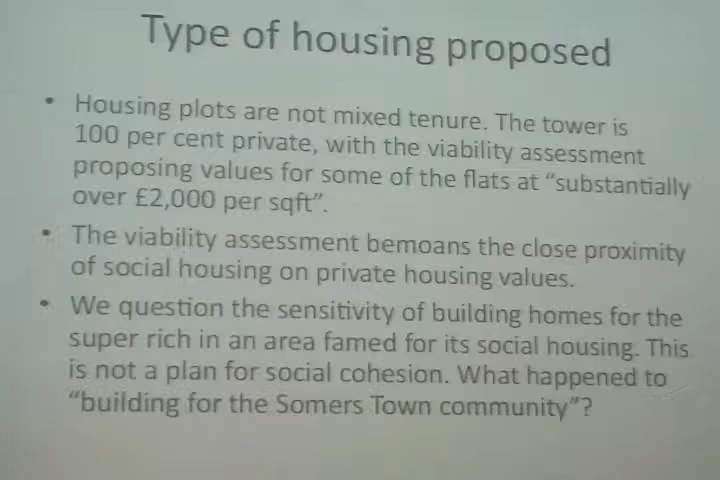 Type of housing proposed
• Housing plots are not mixed tenure. The tower is
100 per cent private, with the viability assessment
proposing values for some of the flats at “substantially
over £2,000 per sqft”.
• The viability assessment bemoans the close proximity
of social housing on private housing values.
• We question the sensitivity of building homes for the
super rich in an area famed for its social housing. This
is not a plan for social cohesion. What happened to
“building for the Somers Town community”?